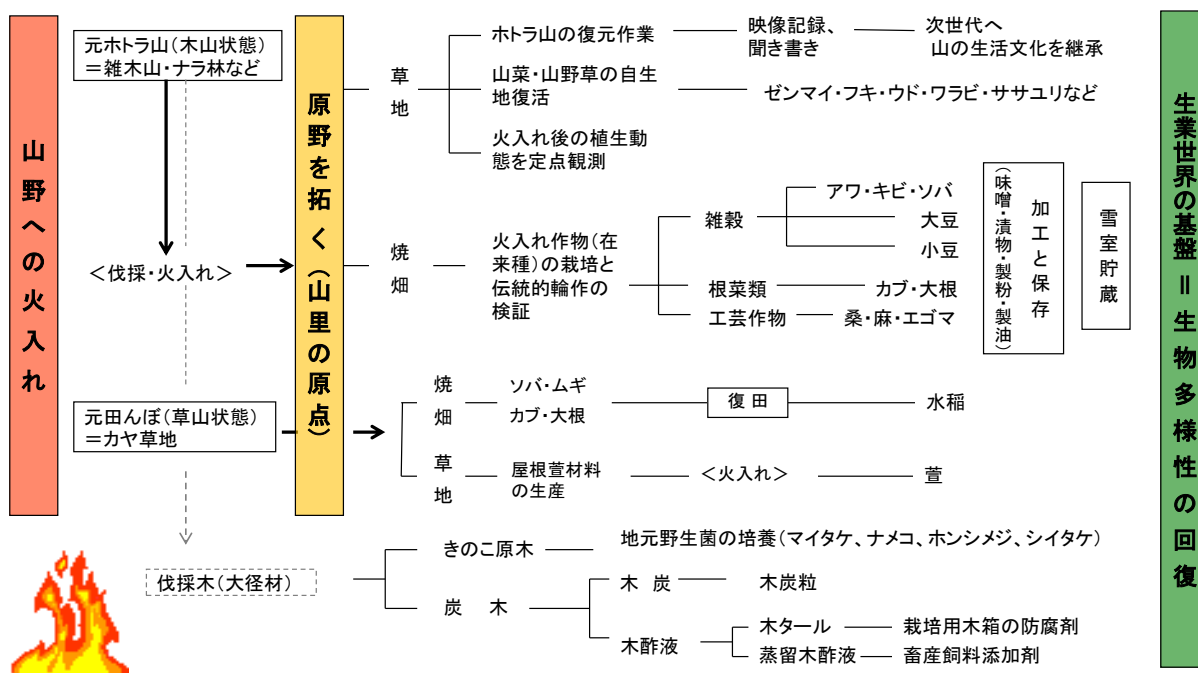 山野への火入れ
元ホトラ山（木山状態）
＝雑木山・ナラ林など
＜伐採・火入れ＞
元田んぼ（草山状態）
＝カヤ草地
伐採木（大径材）
原野を拓く（山里の原点）
草地
ホトラ山の復元作業
映像記録、
聞き書き
次世代へ
山の生活文化を継承
山菜・山野草の自生
地復活
ゼンマイ・フキ・ウド・ワラビ・ササユリなど
火入れ後の植生動
態を定点観測
焼畑
火入れ作物（在
来種）の栽培と
伝統的輪作の
検証
雑穀
アワ・キビ・ソバ
大豆
小豆
根菜類
カブ・大根
工芸作物
桑・麻・エゴマ
加工と保存
（味噌・漬物・製粉・製油）
雪室貯蔵
焼畑
ソバ・ムギ
カブ・大根
復田
水稲
草地
屋根萱材料
の生産
＜火入れ＞
萱
きのこ原木
地元野生菌の培養（マイタケ、ナメコ、ホンシメジ、シイタケ）
炭木
木炭
木炭粒
木酢液
木タール
栽培用木箱の防腐剤
蒸留木酢液
畜産飼料添加剤
生業世界の基盤＝生物多様性の回復